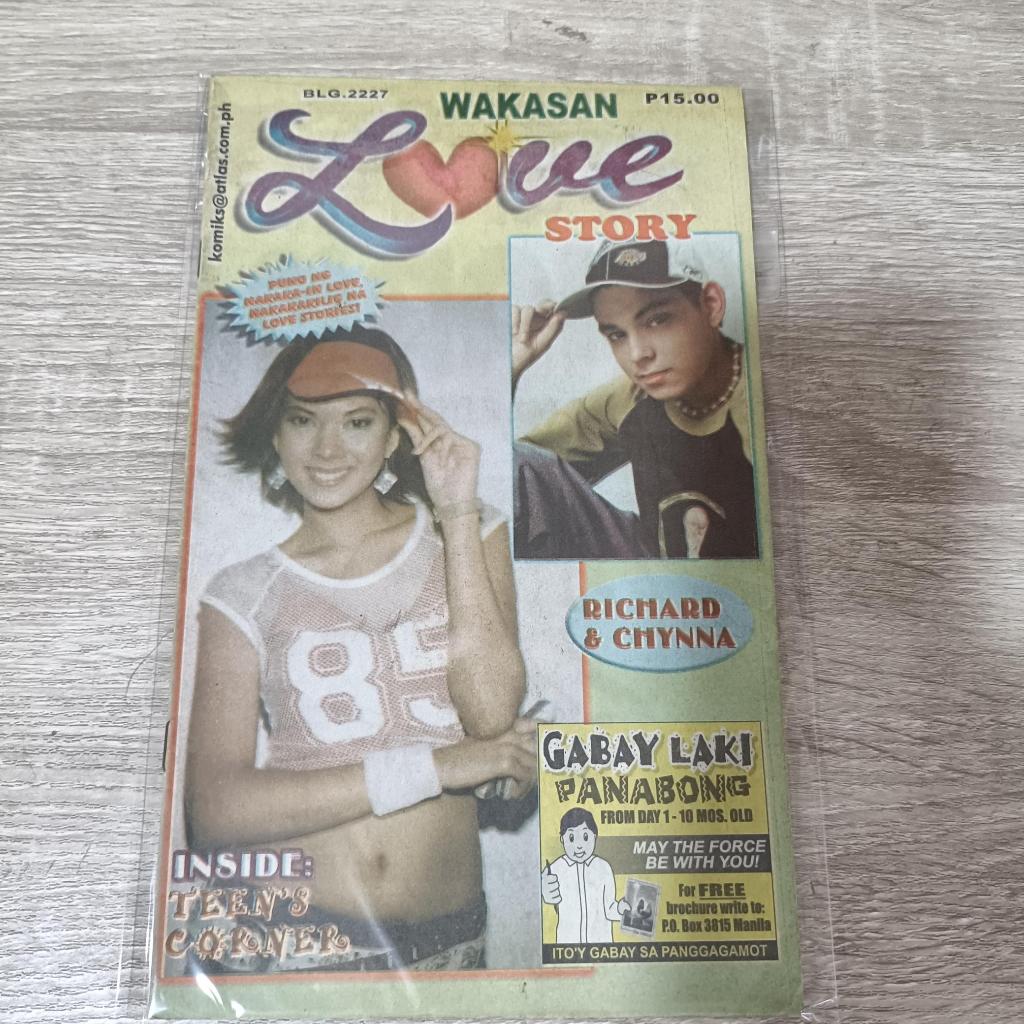 BLG.2227
WAKASAN
P15.00
Love
STORY
komiks@atlas.com.ph
PUNO NG
NAKAKA-IN LOVE,
NAKAKAKILIG NA
LOVE STORIES!
85
RICHARD
& CHYNNA
GABAY LAKI
PANABONG
FROM DAY 1 - 10 MOS. OLD
MAY THE FORCE
BE WITH YOU!
For FREE
brochure write to:
P.O. Box 3815 Manila
ITO'Y GABAY SA PANGGAGAMOT
INSIDE:
TEEN'S
CORNER